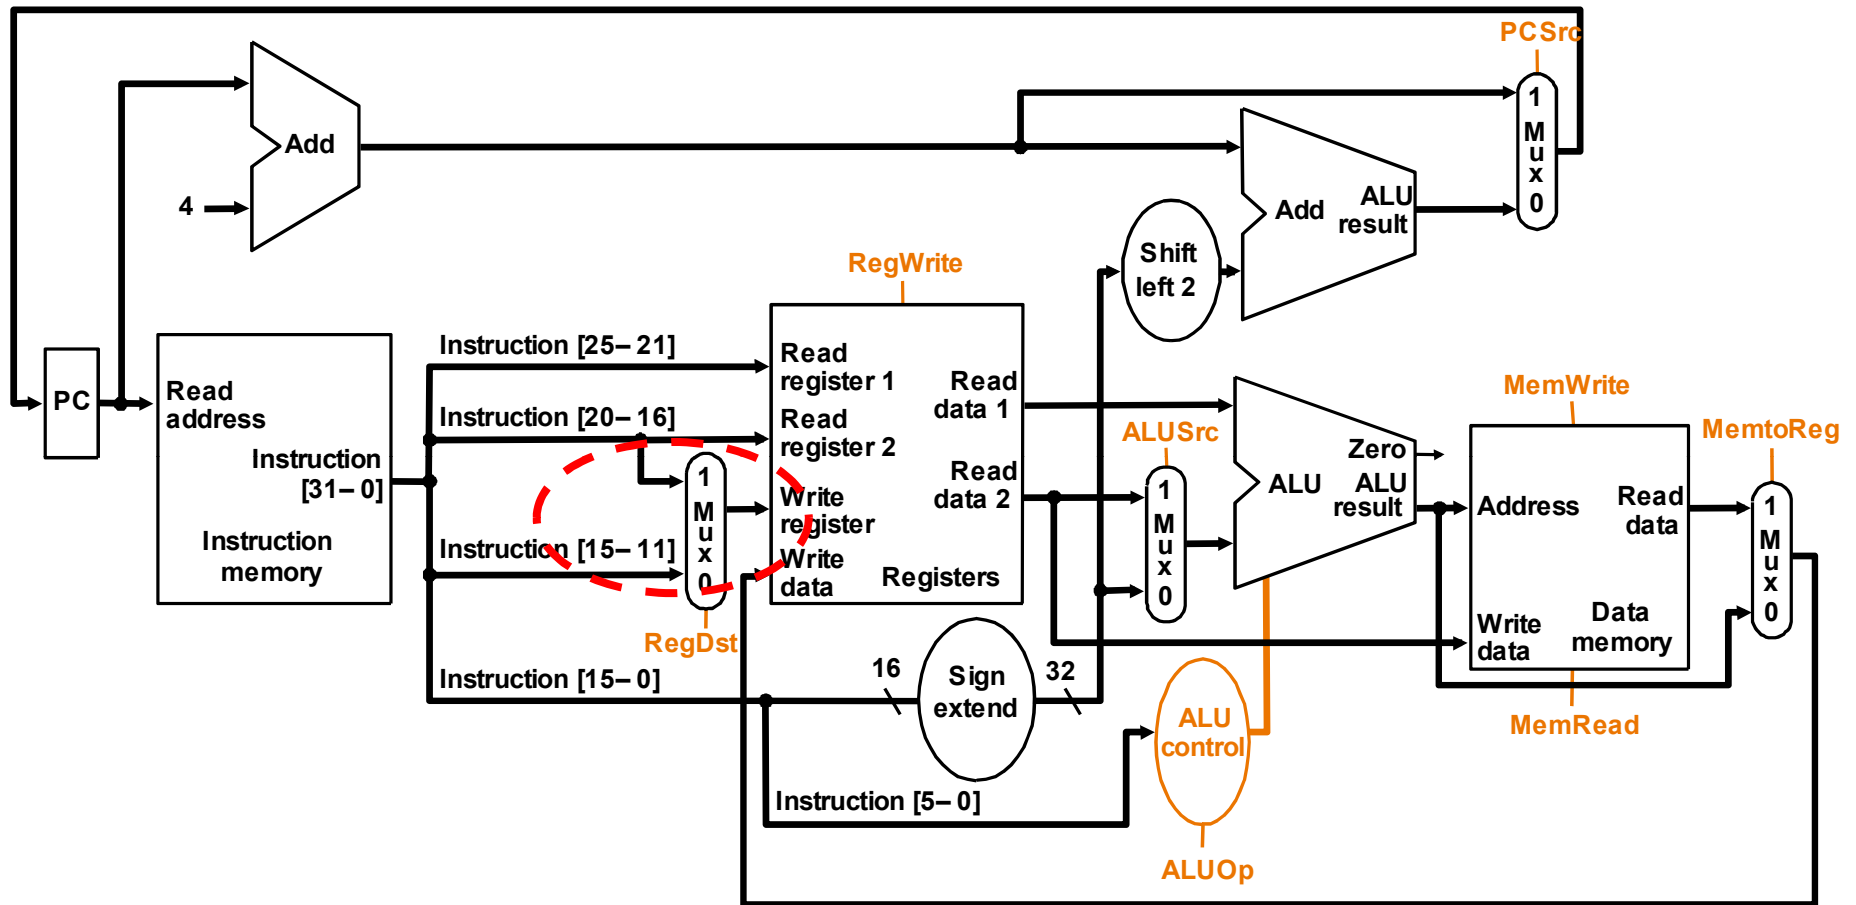 PCSrc
1
Mux
0
Add
4
Add
ALU
result
Shift
left 2
RegWrite
PC
Read
address
Instruction
[31–0]
Instruction
memory
Instruction [25–21]
Instruction [20–16]
Instruction [15–11]
Instruction [15–0]
Instruction [5–0]
1
Mux
0
RegDst
Read
register 1
Read
register 2
Write
register
Write
data
Read
data 1
Read
data 2
Registers
16
Sign
extend
32
ALUSrc
1
Mux
0
Zero
ALU
ALU
result
ALU
control
ALUOp
MemWrite
Address
Read
data
Write
data
Data
memory
MemRead
MemtoReg
1
Mux
0